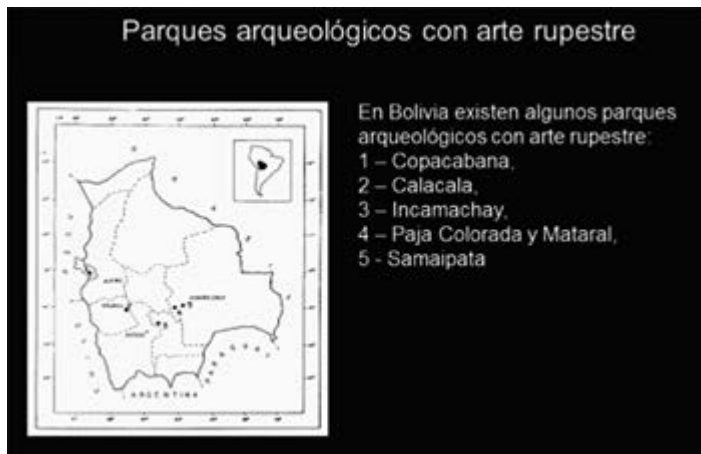 Parques arqueológicos con arte rupestre
En Bolivia existen algunos parques
arqueológicos con arte rupestre:
1 – Copacabana,
2 – Calacala,
3 – Incamachay,
4 – Paja Colorada y Mataral,
5 - Samaipata
ARGENTINA